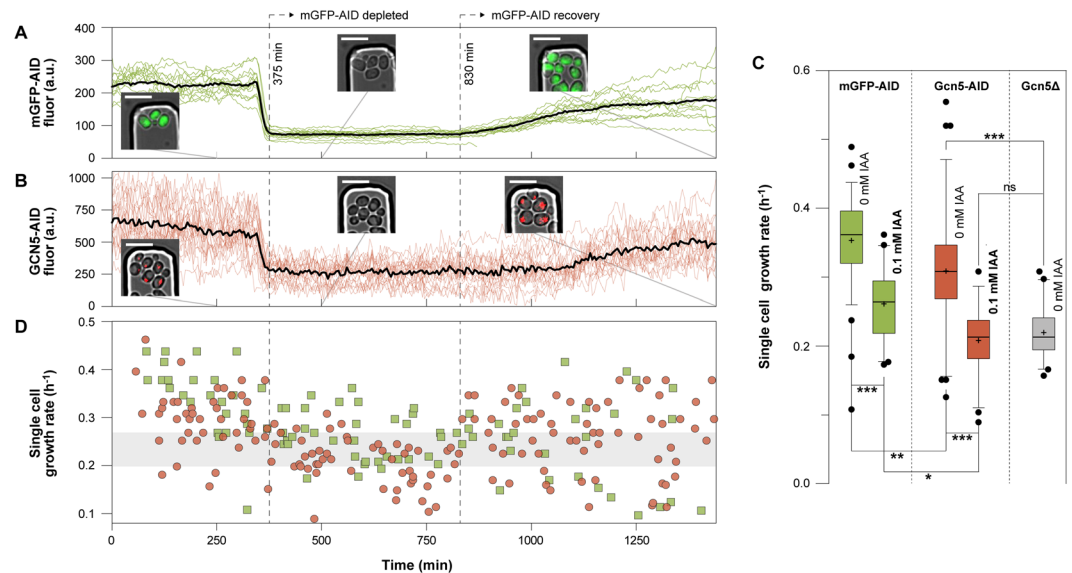 mGFP-AID depleted
mGFP-AID recovery
A
mGFP-AID
fluor (a.u.)
400
300
200
100
0
375 min
830 min
B
GCN5-AID
fluor (a.u.)
1000
750
500
250
0
D
Single cell
growth rate (h-1)
0.5
0.4
0.3
0.2
0.1
0
250
500
750
1000
1250
Time (min)
C
Single cell growth rate (h-1)
0.6
0.4
0.2
0.0
mGFP-AID
Gcn5-AID
Gcn5Δ
0 mM IAA
0.1 mM IAA
0 mM IAA
0.1 mM IAA
0 mM IAA
***
ns
***
***
**
*